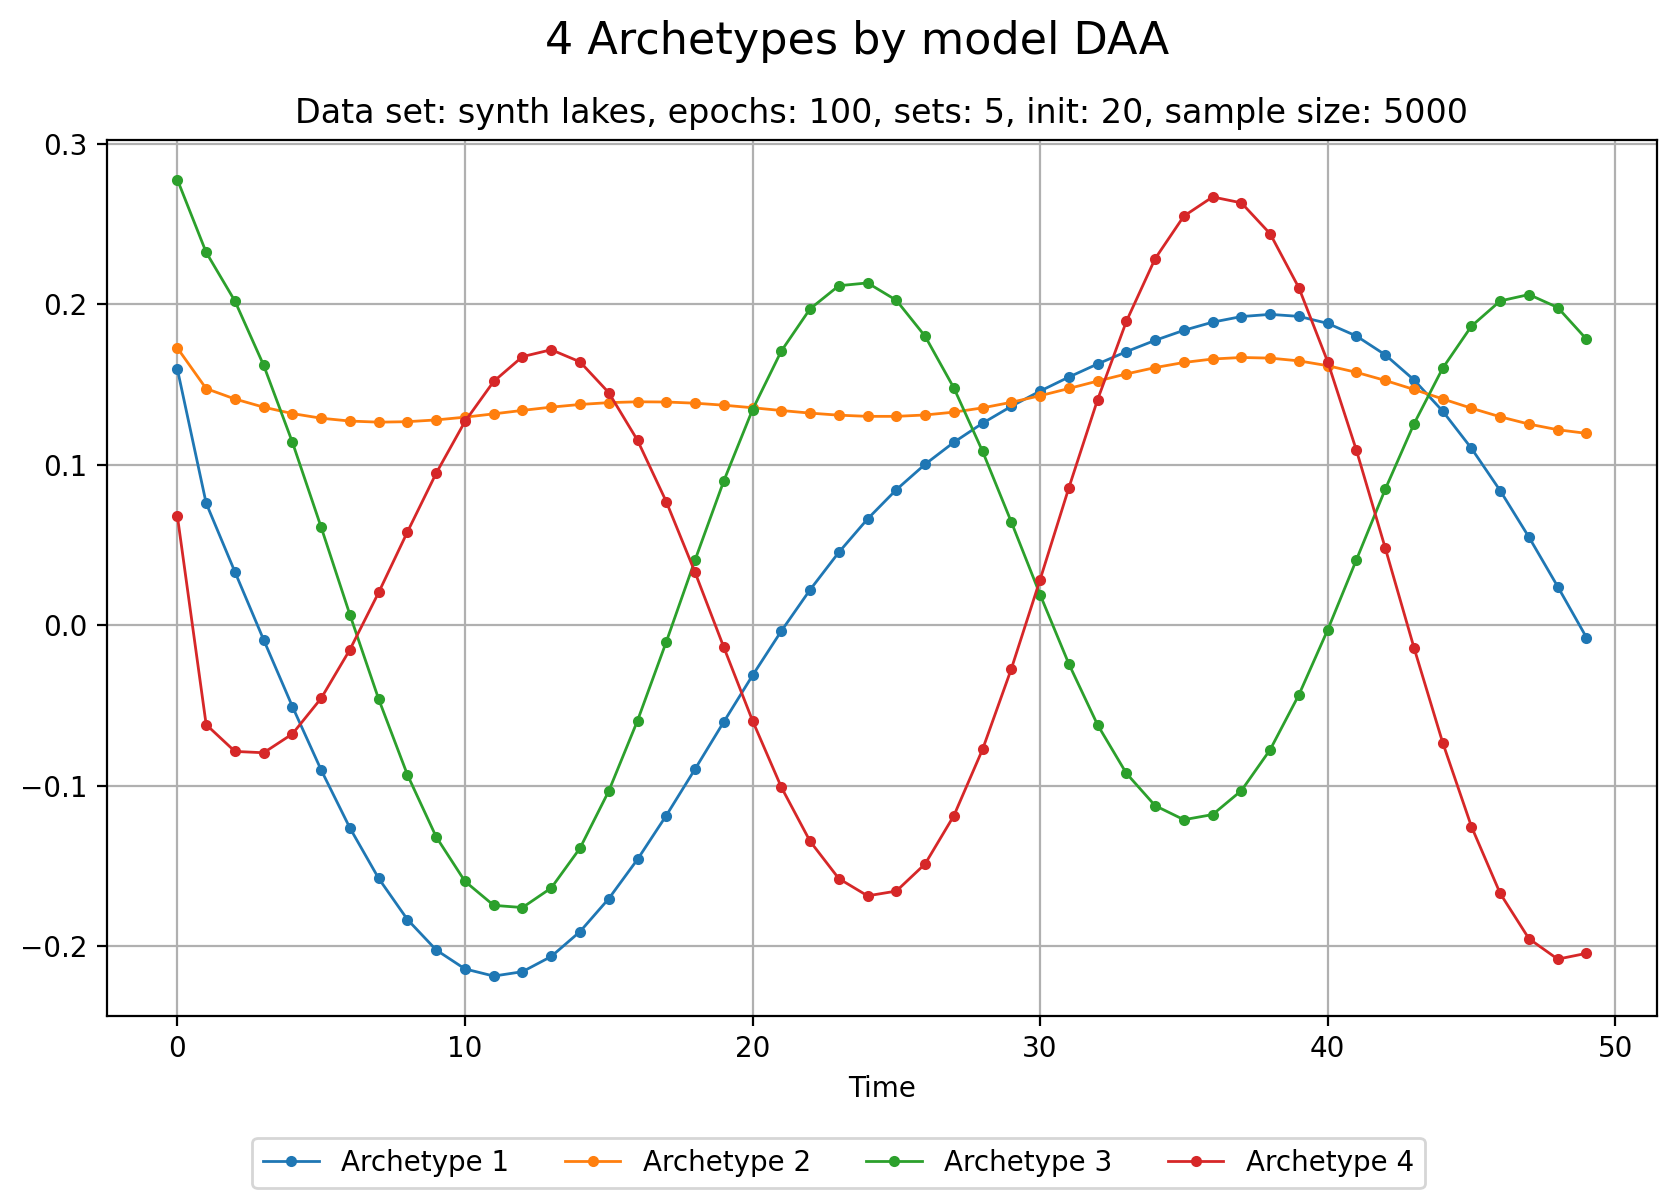 4 Archetypes by model DAA
Data set: synth lakes, epochs: 100, sets: 5, init: 20, sample size: 5000
0.3
0.2
0.1
0.0
−0.1
−0.2
0 10 20 30 40 50
Time
Archetype 1 Archetype 2 Archetype 3 Archetype 4